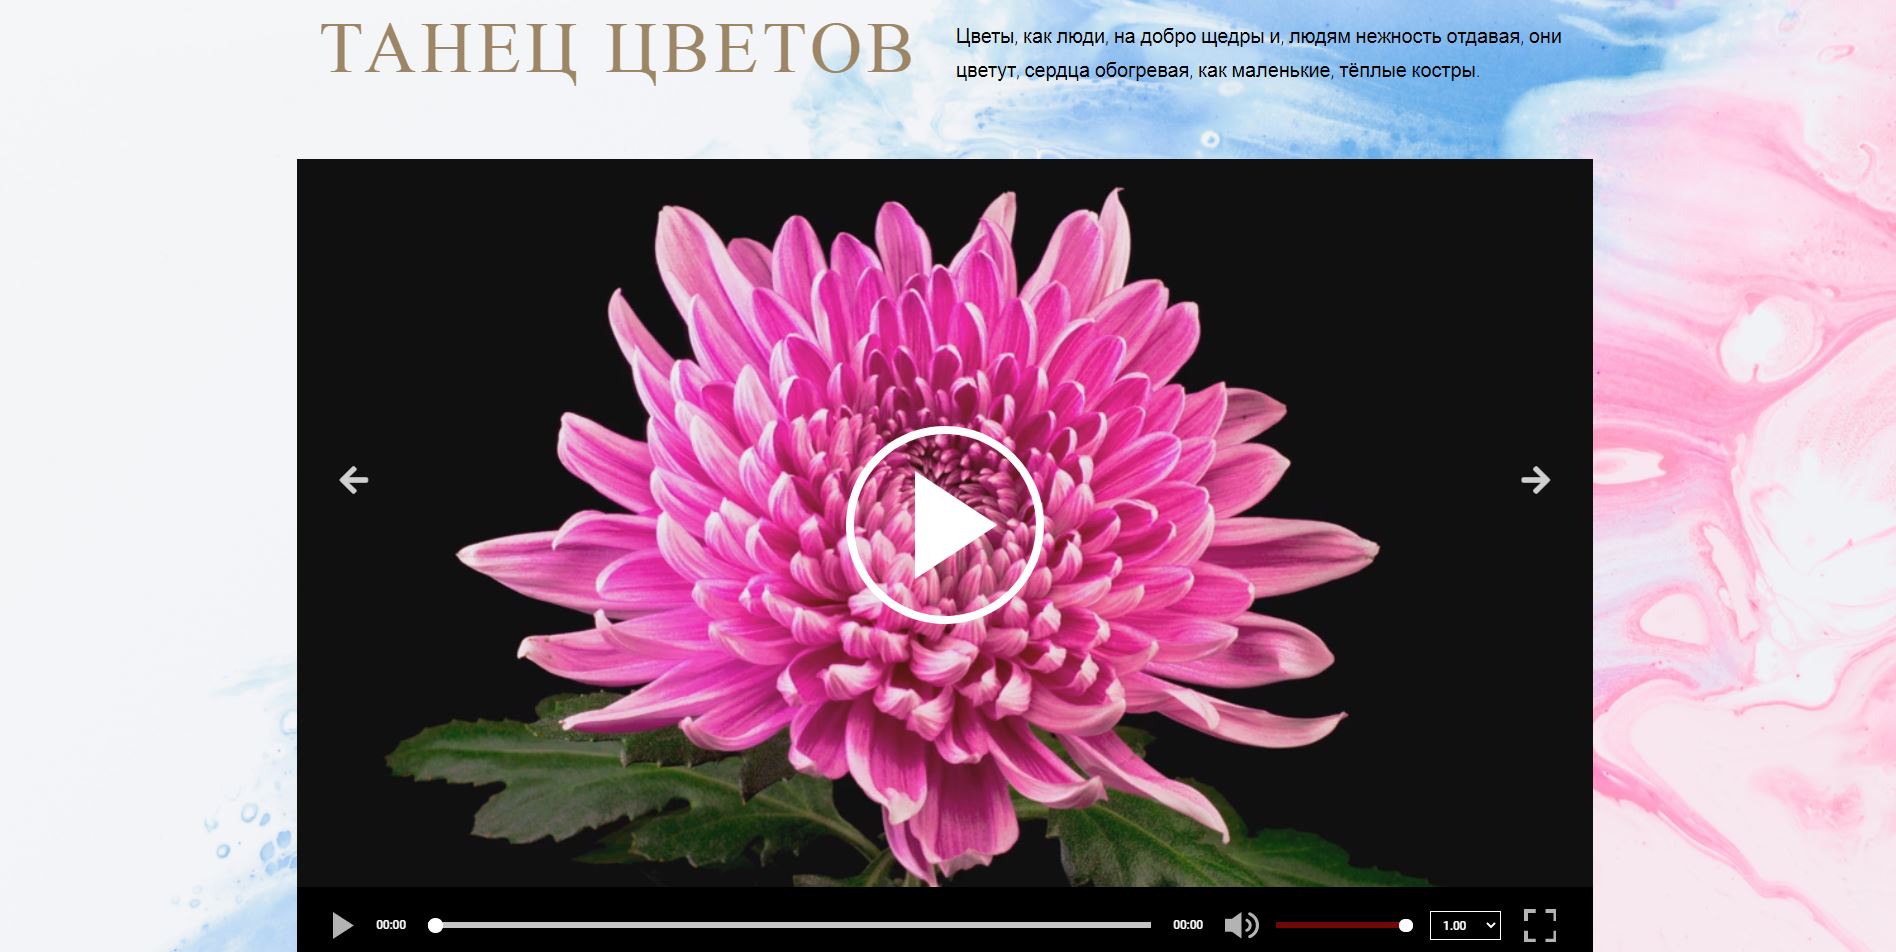 ТАНЕЦ ЦВЕТОВ
Цветы, как люди, на добро щедры и, людям нежность отдавая, они
цветут, сердца обогревая, как маленькие, тёплые костры.
00:00
00:00
1.00